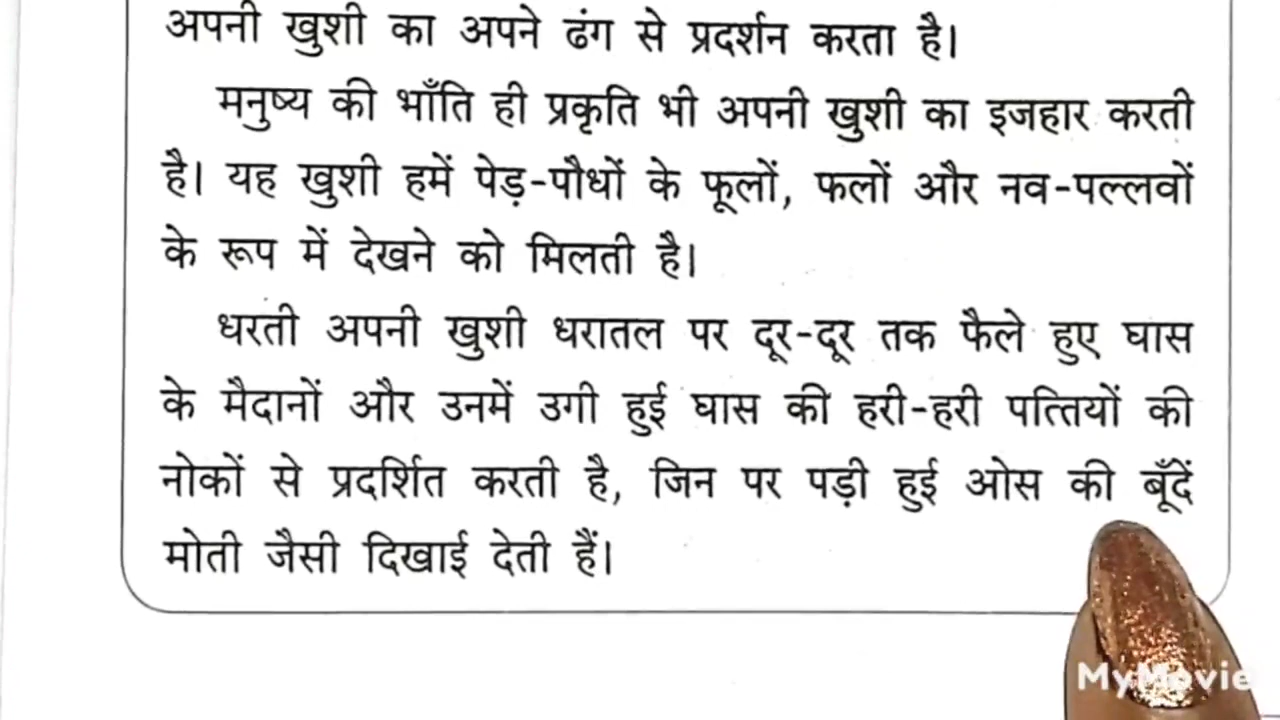 अपनी खुशी का अपने ढंग से प्रदर्शन करता है।
मनुष्य की भाँति ही प्रकृति भी अपनी खुशी का इजहार करती
है। यह खुशी हमें पेड़-पौधों के फूलों, फलों और नव-पल्लवों
के रूप में देखने को मिलती है।
धरती अपनी खुशी धरातल पर दूर-दूर तक फैले हुए घास
के मैदानों और उनमें उगी हुई घास की हरी-हरी पत्तियों की
नोकों से प्रदर्शित करती है, जिन पर पड़ी हुई ओस की बूँदें
मोती जैसी दिखाई देती हैं।
MyMovie